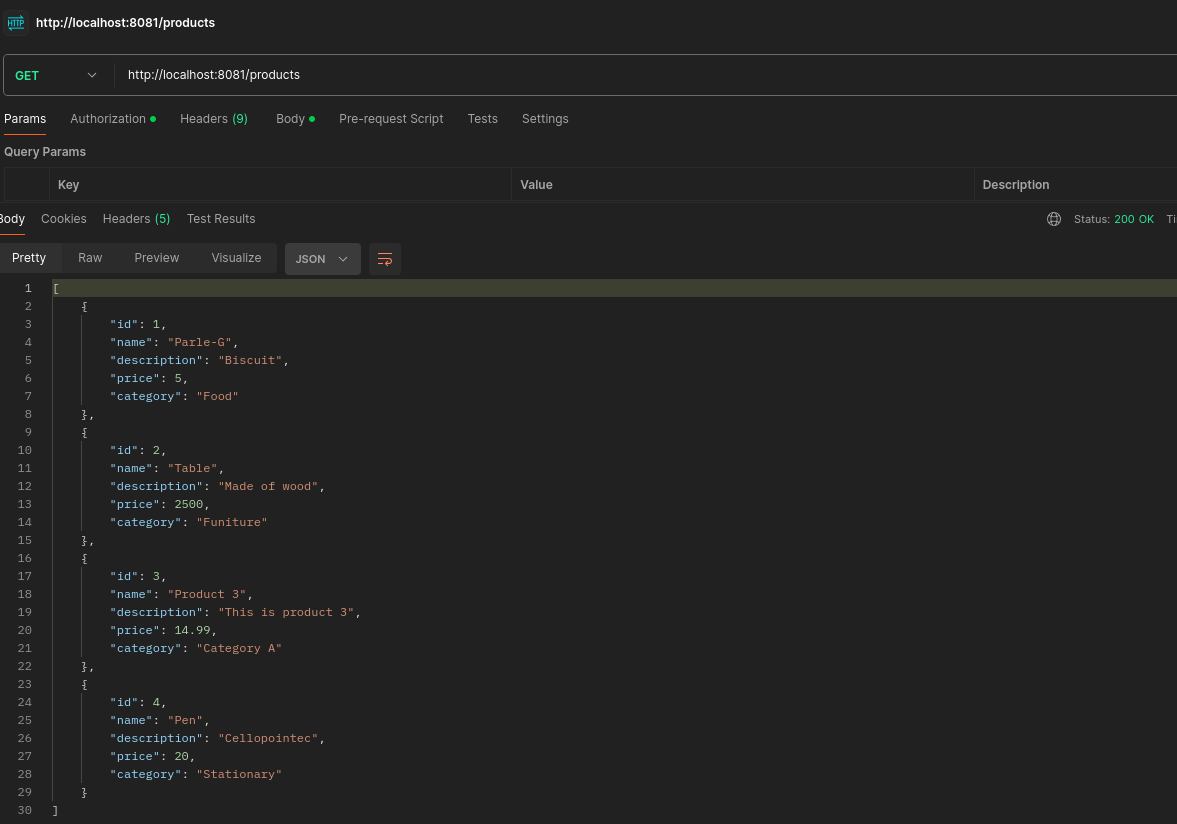 HTTP http://localhost:8081/products
GET http://localhost:8081/products
Params Authorization Headers (9) Body Pre-request Script Tests Settings
Query Params
Key Value Description
Body Cookies Headers (5) Test Results Status: 200 OK
Pretty Raw Preview Visualize JSON
1 [
2 {
3 "id": 1,
4 "name": "Parle-G",
5 "description": "Biscuit",
6 "price": 5,
7 "category": "Food"
8 },
9 {
10 "id": 2,
11 "name": "Table",
12 "description": "Made of wood",
13 "price": 2500,
14 "category": "Funiture"
15 },
16 {
17 "id": 3,
18 "name": "Product 3",
19 "description": "This is product 3",
20 "price": 14.99,
21 "category": "Category A"
22 },
23 {
24 "id": 4,
25 "name": "Pen",
26 "description": "Cellopointec",
27 "price": 20,
28 "category": "Stationary"
29 }
30 ]